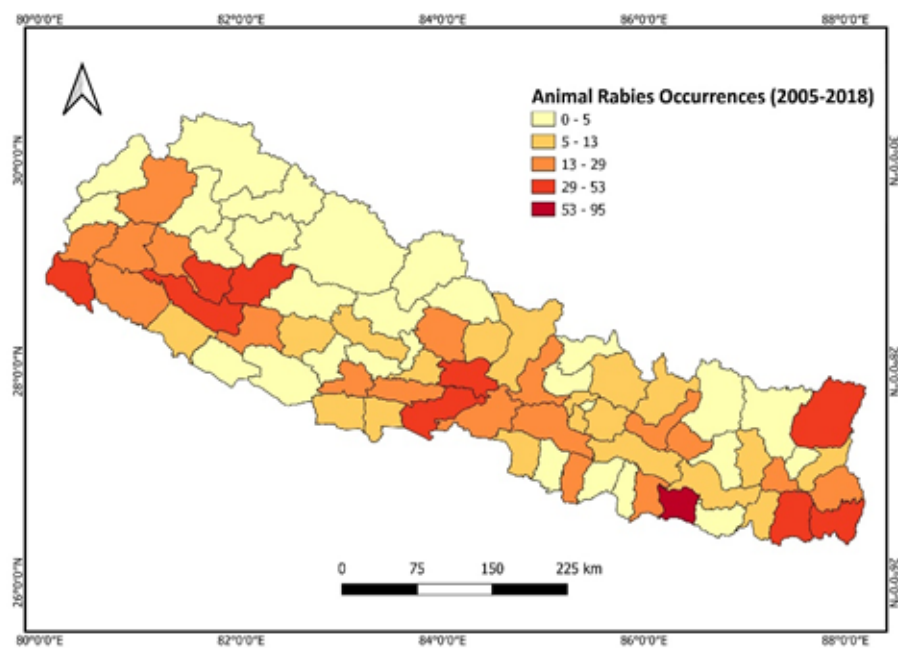 80°0'0"E 82°0'0"E 84°0'0"E 86°0'0"E 88°0'0"E
Animal Rabies Occurrences (2005-2018)
0 - 5
5 - 13
13 - 29
29 - 53
53 - 95
30°0'0"N 30°0'0"N
28°0'0"N 28°0'0"N
0 75 150 225 km
26°0'0"N 26°0'0"N
80°0'0"E 82°0'0"E 84°0'0"E 86°0'0"E 88°0'0"E